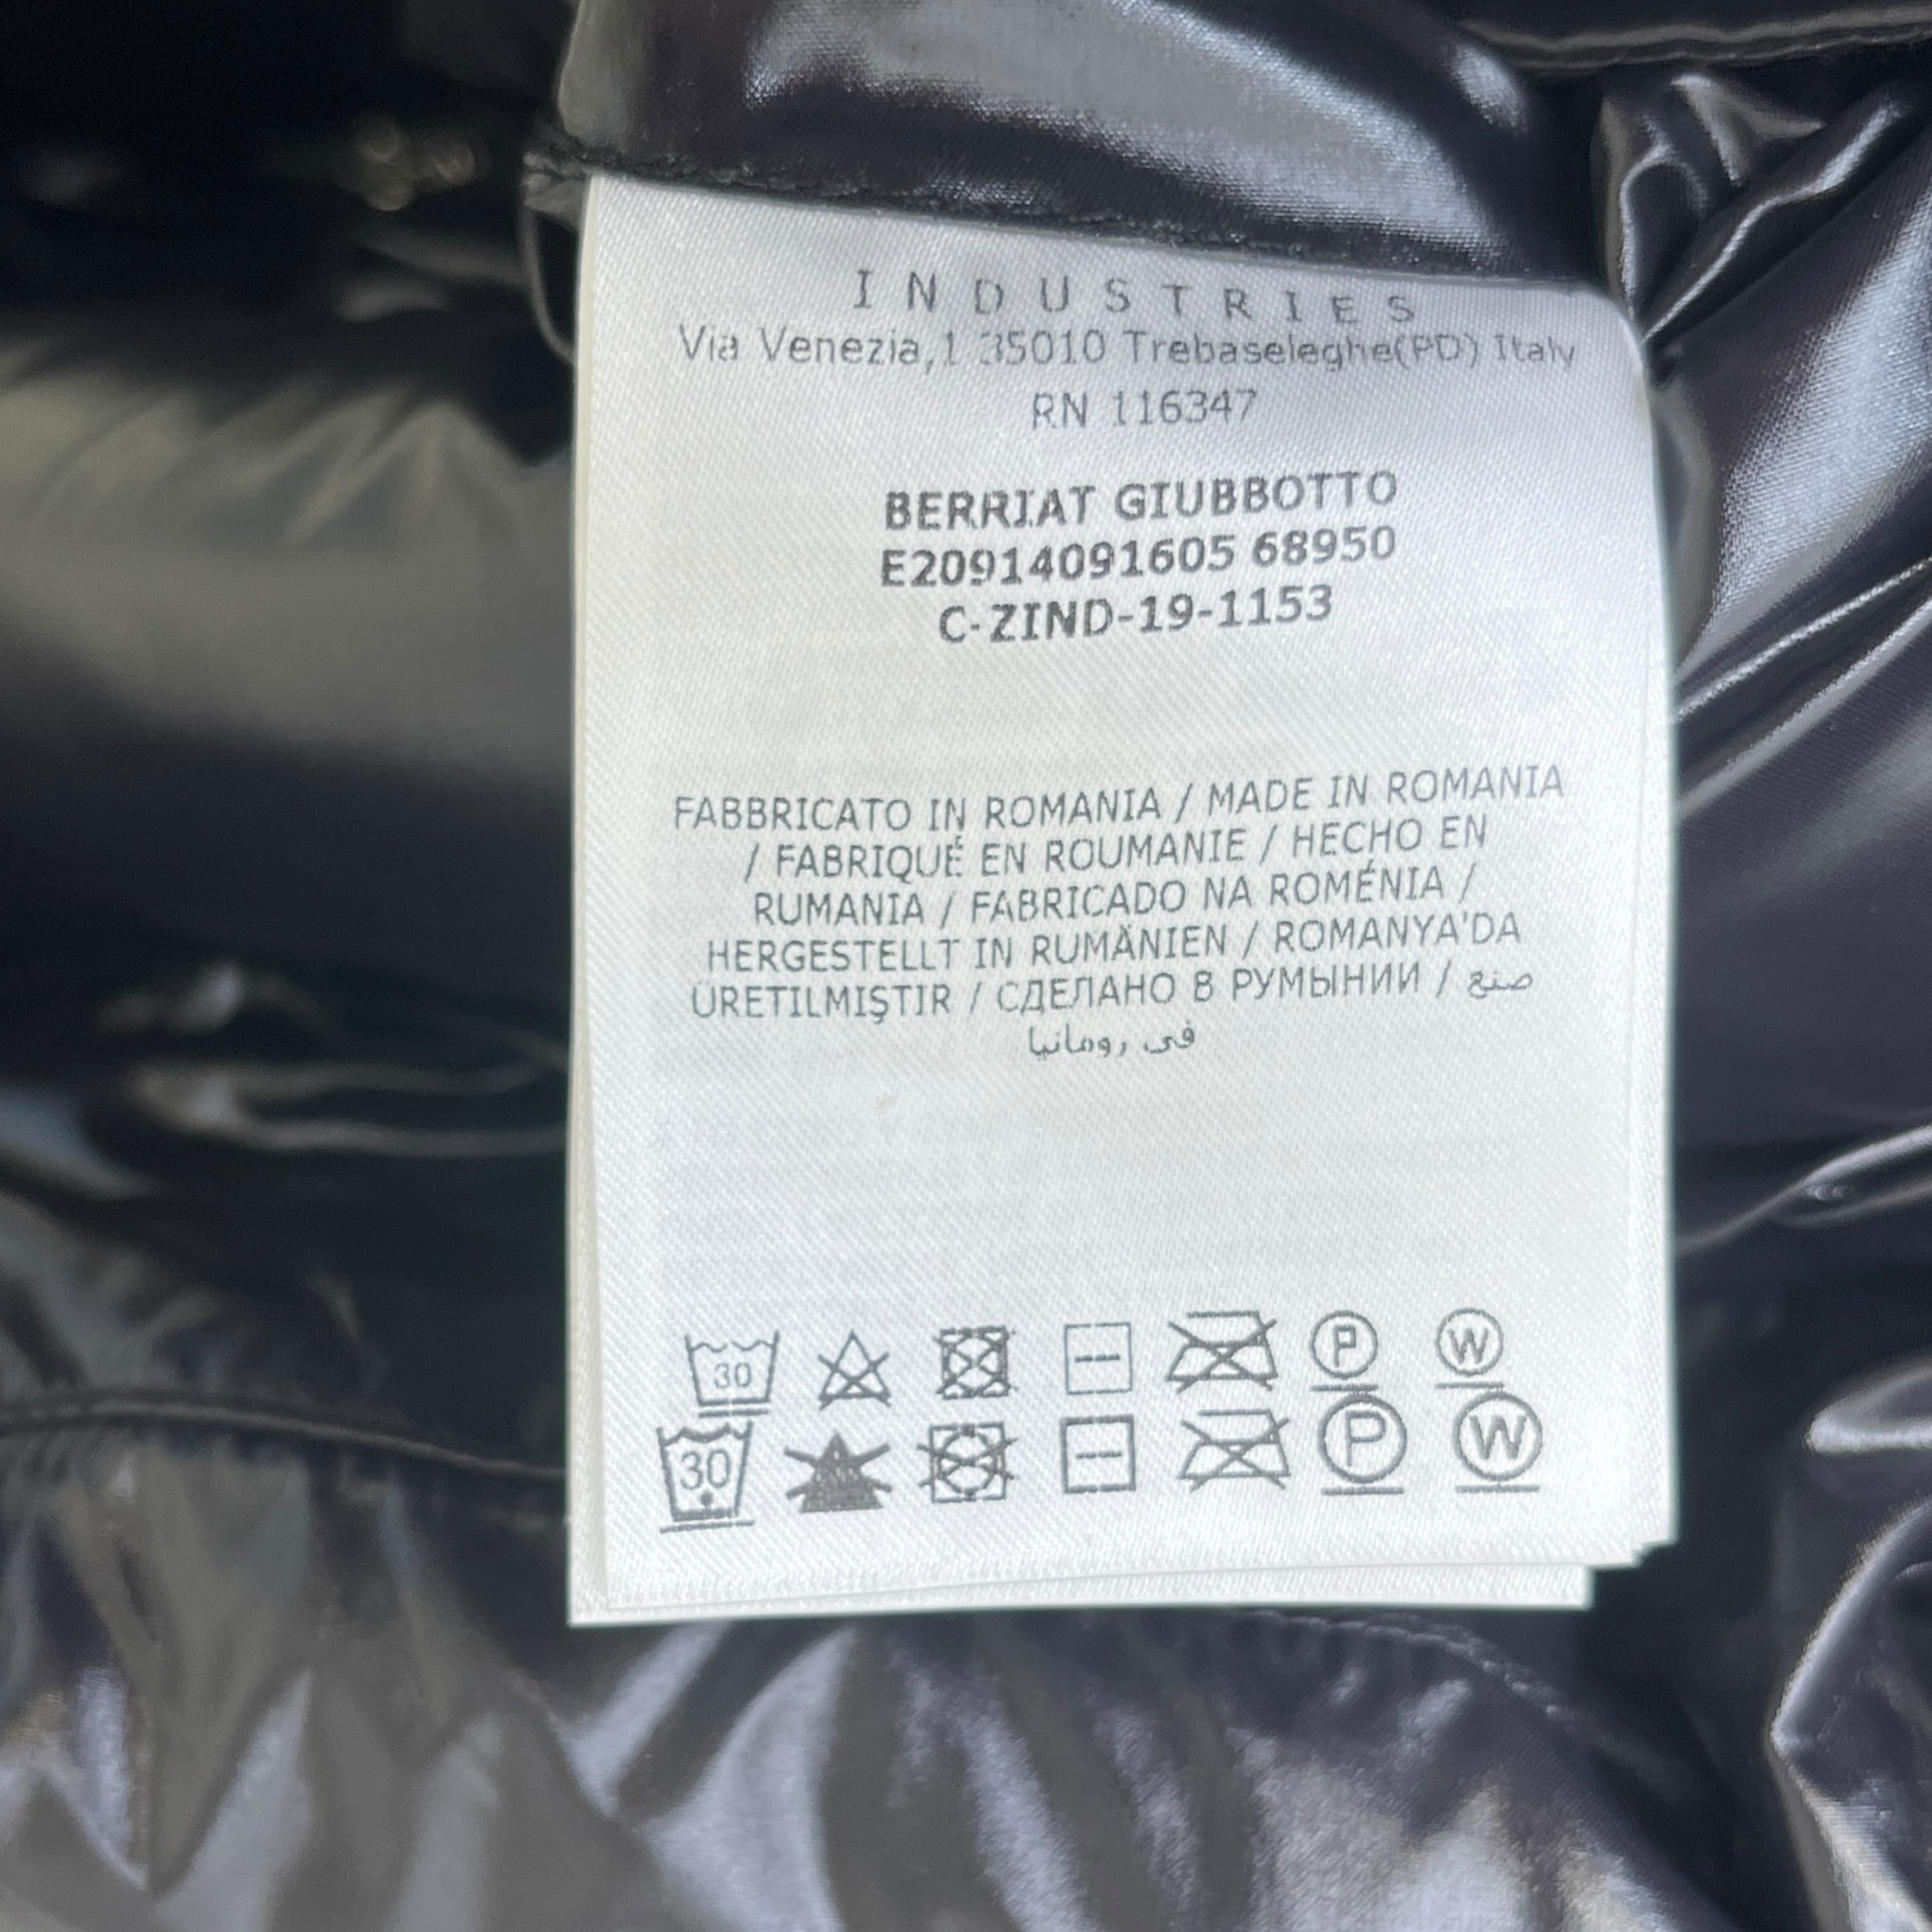 INDUSTRIES
Via Venezia,1 35010 Trebaseleghe(PD) Italy
RN 116347
BERRIAT GIUBBOTTO
E20914091605 68950
C-ZIND-19-1153
FABBRICATO IN ROMANIA / MADE IN ROMANIA
/ FABRIQUÉ EN ROUMANIE / HECHO EN
RUMANIA / FABRICADO NA ROMÉNIA /
HERGESTELLT IN RUMÄNIEN / ROMANYA'DA
ÜRETILMIŞTIR / СДЕЛАНО В РУМЫНИИ / صنع
في رومانيا
30 P W
30 P W